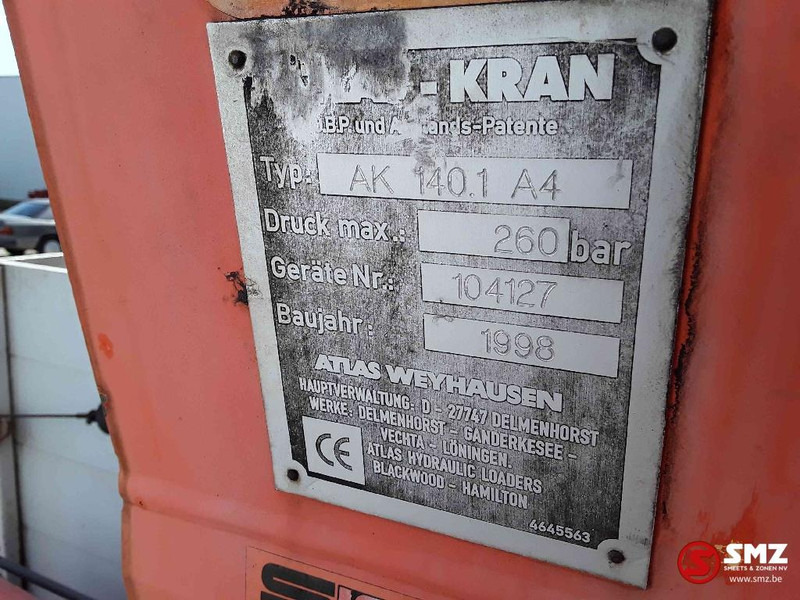 - KRAN
und
-Patente
Typ.
AK 140.1 A4
Druck max.:
260 bar
Geräte Nr.:
104127
Baujahr:
1998
ATLAS WEYHAUSEN
HAUPTVERWALTUNG: D - 27747 DELMENHORST
WERKE: DELMENHORST - GANDERKESEE -
VECHTA - LÖNINGEN.
ATLAS HYDRAULIC LOADERS
BLACKWOOD - HAMILTON
CE
4645563
SMZ
SMEETS & ZONEN NV
www.smz.be